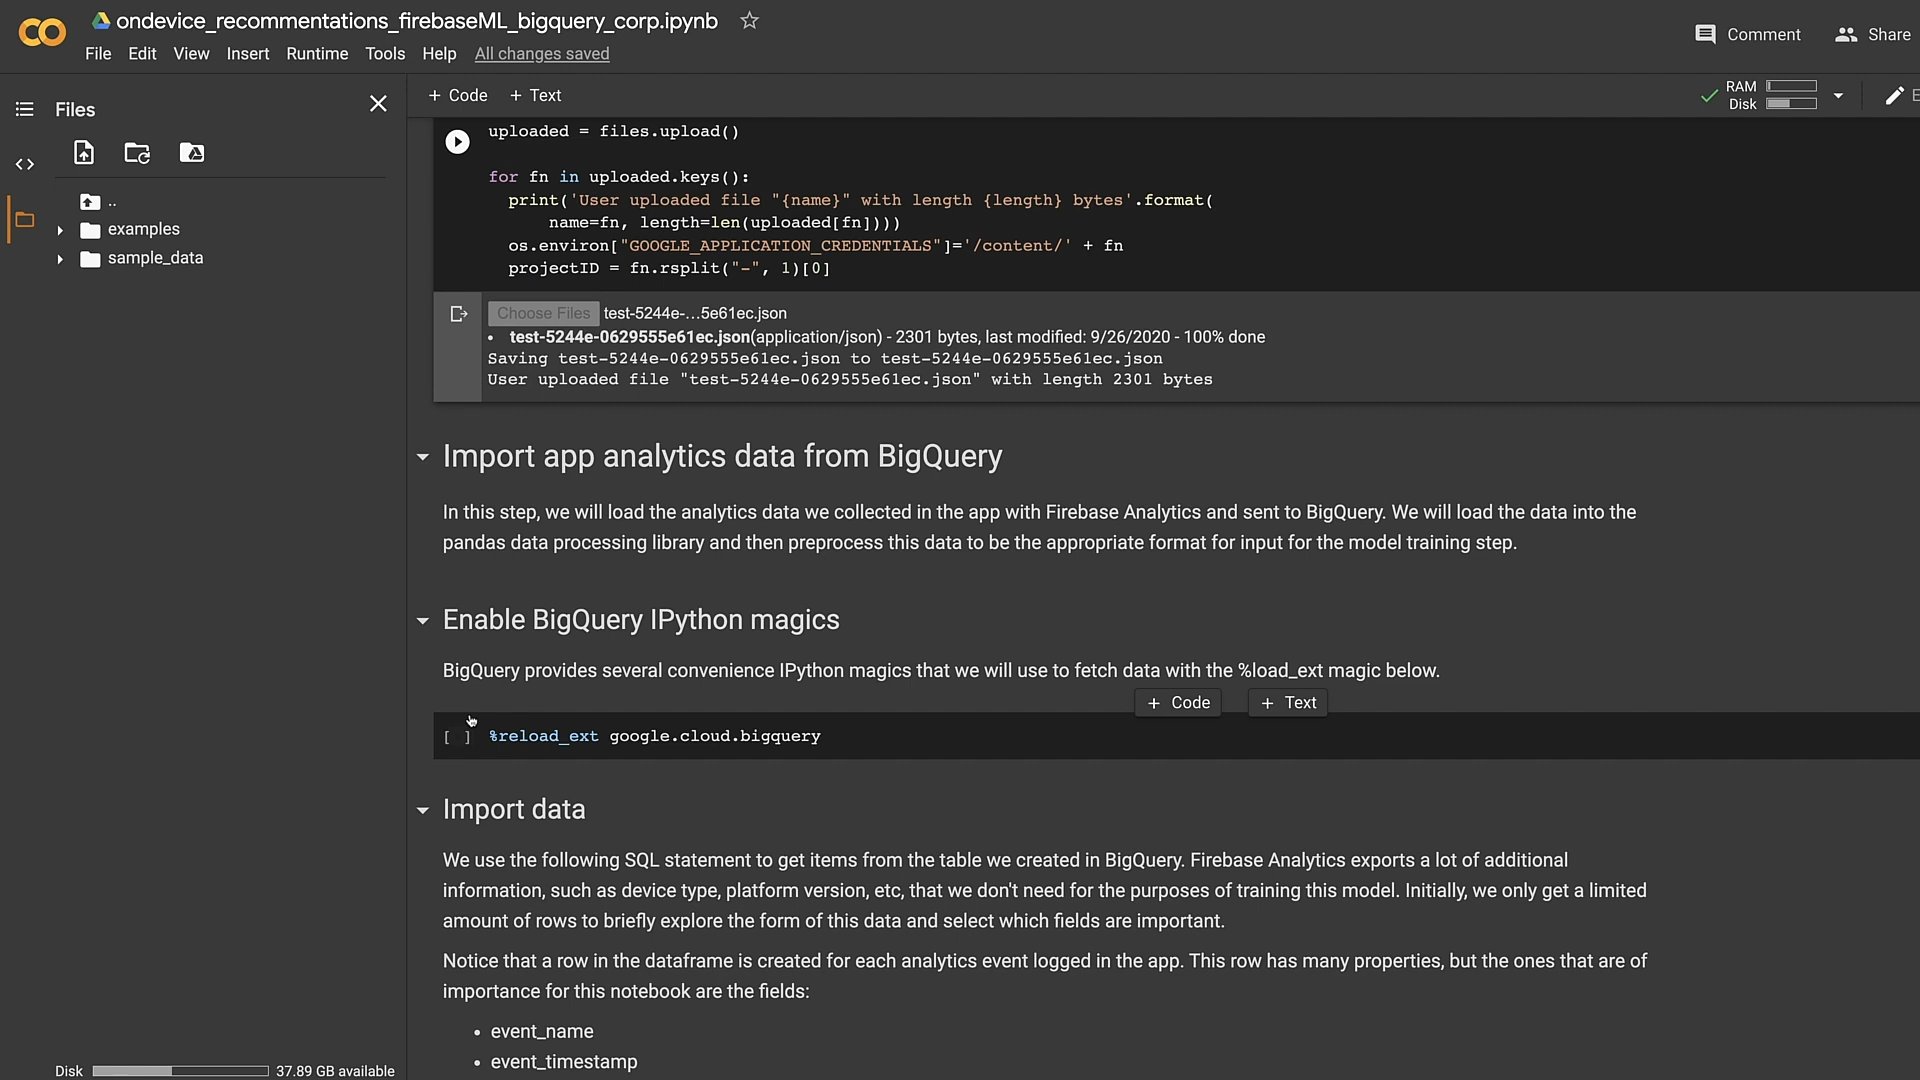 ondevice_recommentations_firebaseML_bigquery_corp.ipynb
File Edit View Insert Runtime Tools Help All changes saved
Comment Share
Files
+ Code + Text
RAM
Disk
..
examples
sample_data
uploaded = files.upload()
for fn in uploaded.keys():
print('User uploaded file "{name}" with length {length} bytes'.format(
name=fn, length=len(uploaded[fn])))
os.environ["GOOGLE_APPLICATION_CREDENTIALS"]='/content/' + fn
projectID = fn.rsplit("-", 1)[0]
Choose Files test-5244e-...5e61ec.json
• test-5244e-0629555e61ec.json(application/json) - 2301 bytes, last modified: 9/26/2020 - 100% done
Saving test-5244e-0629555e61ec.json to test-5244e-0629555e61ec.json
User uploaded file "test-5244e-0629555e61ec.json" with length 2301 bytes
Import app analytics data from BigQuery
In this step, we will load the analytics data we collected in the app with Firebase Analytics and sent to BigQuery. We will load the data into the
pandas data processing library and then preprocess this data to be the appropriate format for input for the model training step.
Enable BigQuery IPython magics
BigQuery provides several convenience IPython magics that we will use to fetch data with the %load_ext magic below.
+ Code + Text
[ ] %reload_ext google.cloud.bigquery
Import data
We use the following SQL statement to get items from the table we created in BigQuery. Firebase Analytics exports a lot of additional
information, such as device type, platform version, etc, that we don't need for the purposes of training this model. Initially, we only get a limited
amount of rows to briefly explore the form of this data and select which fields are important.
Notice that a row in the dataframe is created for each analytics event logged in the app. This row has many properties, but the ones that are of
importance for this notebook are the fields:
• event_name
• event_timestamp
Disk 37.89 GB available